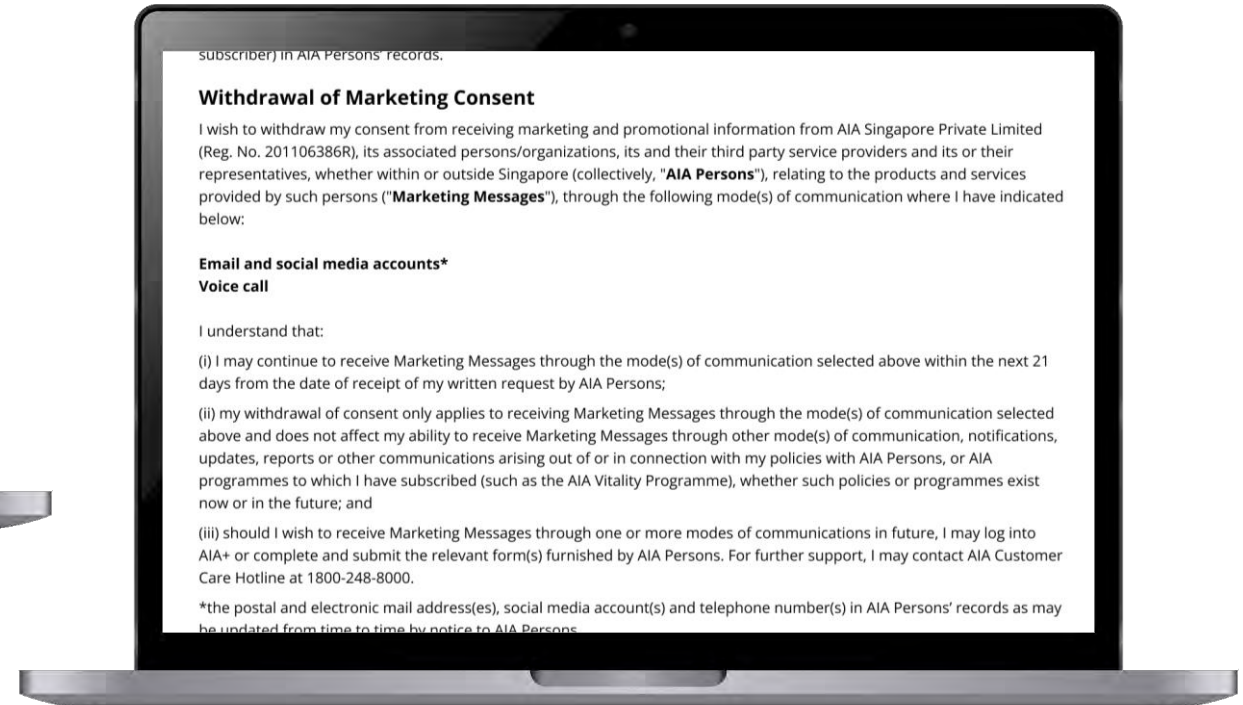 subscriber) in AIA Persons' records.
Withdrawal of Marketing Consent
I wish to withdraw my consent from receiving marketing and promotional information from AIA Singapore Private Limited
(Reg. No. 201106386R), its associated persons/organizations, its and their third party service providers and its or their
representatives, whether within or outside Singapore (collectively, "AIA Persons"), relating to the products and services
provided by such persons ("Marketing Messages"), through the following mode(s) of communication where I have indicated
below:
Email and social media accounts*
Voice call
I understand that:
(i) I may continue to receive Marketing Messages through the mode(s) of communication selected above within the next 21
days from the date of receipt of my written request by AIA Persons;
(ii) my withdrawal of consent only applies to receiving Marketing Messages through the mode(s) of communication selected
above and does not affect my ability to receive Marketing Messages through other mode(s) of communication, notifications,
updates, reports or other communications arising out of or in connection with my policies with AIA Persons, or AIA
programmes to which I have subscribed (such as the AIA Vitality Programme), whether such policies or programmes exist
now or in the future; and
(iii) should I wish to receive Marketing Messages through one or more modes of communications in future, I may log into
AIA+ or complete and submit the relevant form(s) furnished by AIA Persons. For further support, I may contact AIA Customer
Care Hotline at 1800-248-8000.
*the postal and electronic mail address(es), social media account(s) and telephone number(s) in AIA Persons' records as may
be updated from time to time by notice to AIA Persons.